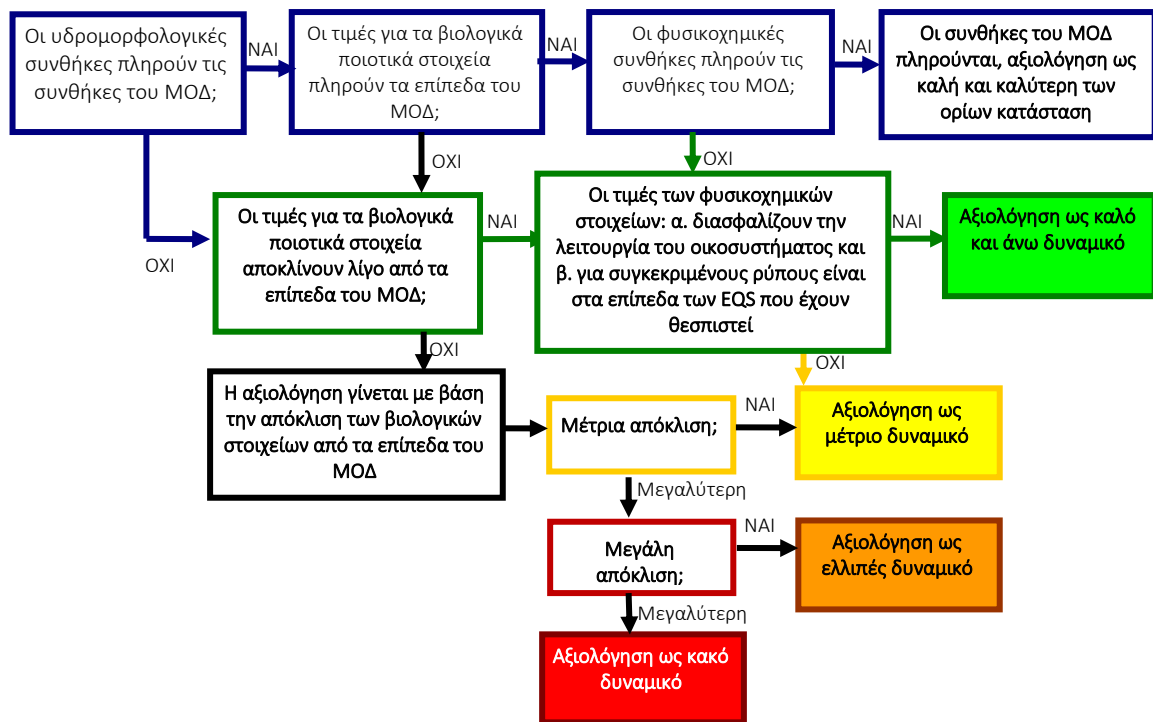 Οι υδρομορφολογικές
συνθήκες πληρούν τις
συνθήκες του ΜΟΔ;
ΝΑΙ
Οι τιμές για τα βιολογικά
ποιοτικά στοιχεία
πληρούν τα επίπεδα του
ΜΟΔ;
ΝΑΙ
Οι φυσικοχημικές
συνθήκες πληρούν τις
συνθήκες του ΜΟΔ;
ΝΑΙ
Οι συνθήκες του ΜΟΔ
πληρούνται, αξιολόγηση ως
καλή και καλύτερη των
ορίων κατάσταση
ΟΧΙ
ΟΧΙ
ΟΧΙ
Οι τιμές για τα βιολογικά
ποιοτικά στοιχεία
αποκλίνουν λίγο από τα
επίπεδα του ΜΟΔ;
ΝΑΙ
Οι τιμές των φυσικοχημικών
στοιχείων: α. διασφαλίζουν την
λειτουργία του οικοσυστήματος και
β. για συγκεκριμένους ρύπους είναι
στα επίπεδα των EQS που έχουν
θεσπιστεί
ΝΑΙ
Αξιολόγηση ως καλό
και άνω δυναμικό
ΟΧΙ
ΟΧΙ
Η αξιολόγηση γίνεται με βάση
την απόκλιση των βιολογικών
στοιχείων από τα επίπεδα του
ΜΟΔ
Μέτρια απόκλιση;
ΝΑΙ
Αξιολόγηση ως
μέτριο δυναμικό
Μεγαλύτερη
Μεγάλη
απόκλιση;
ΝΑΙ
Αξιολόγηση ως
ελλιπές δυναμικό
Μεγαλύτερη
Αξιολόγηση ως κακό
δυναμικό